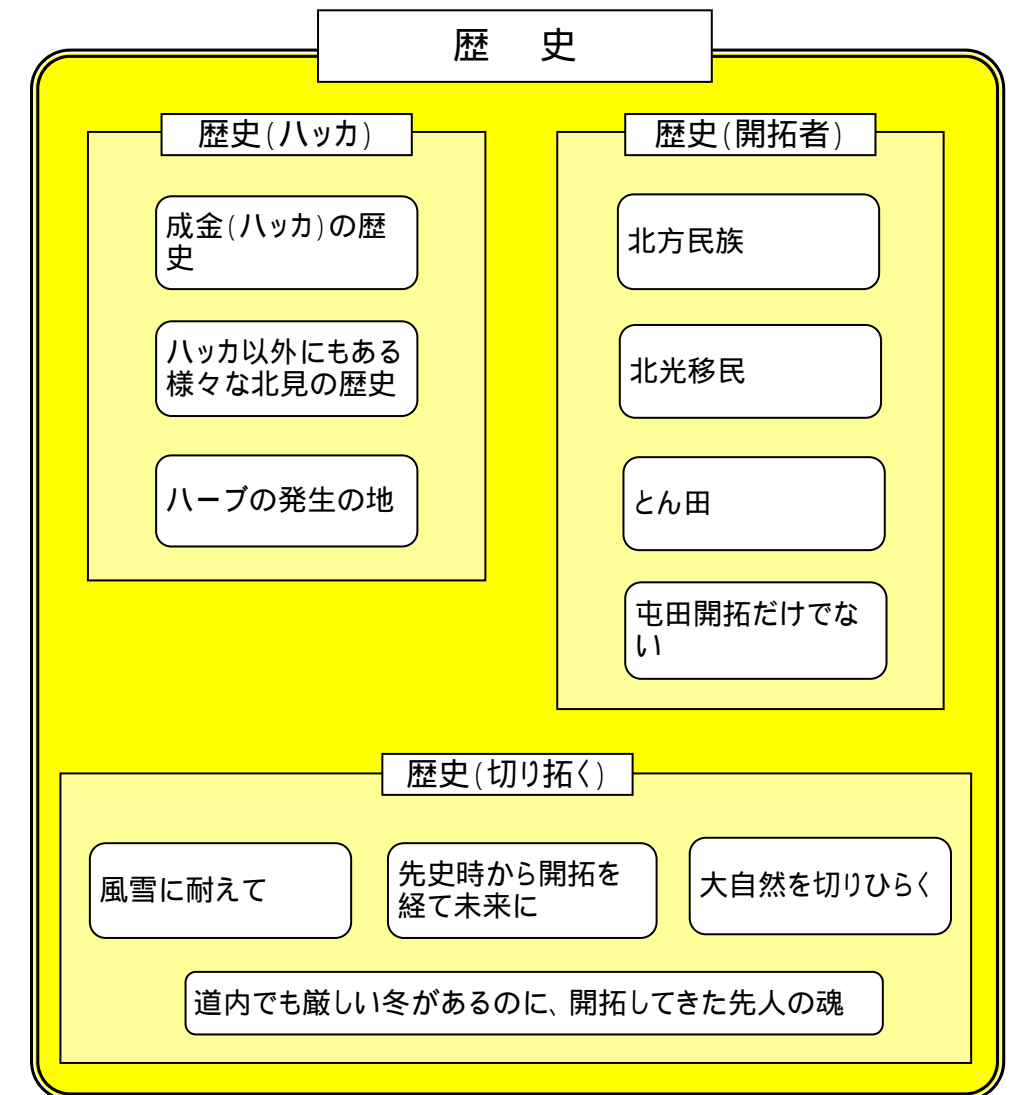 歴 史
歴史(ハッカ)
成金(ハッカ)の歴
史
ハッカ以外にもある
様々な北見の歴史
ハーブの発生の地
歴史(開拓者)
北方民族
北光移民
とん田
屯田開拓だけでな
い
歴史(切り拓く)
風雪に耐えて
先史時から開拓を
経て未来に
大自然を切りひらく
道内でも厳しい冬があるのに、開拓してきた先人の魂